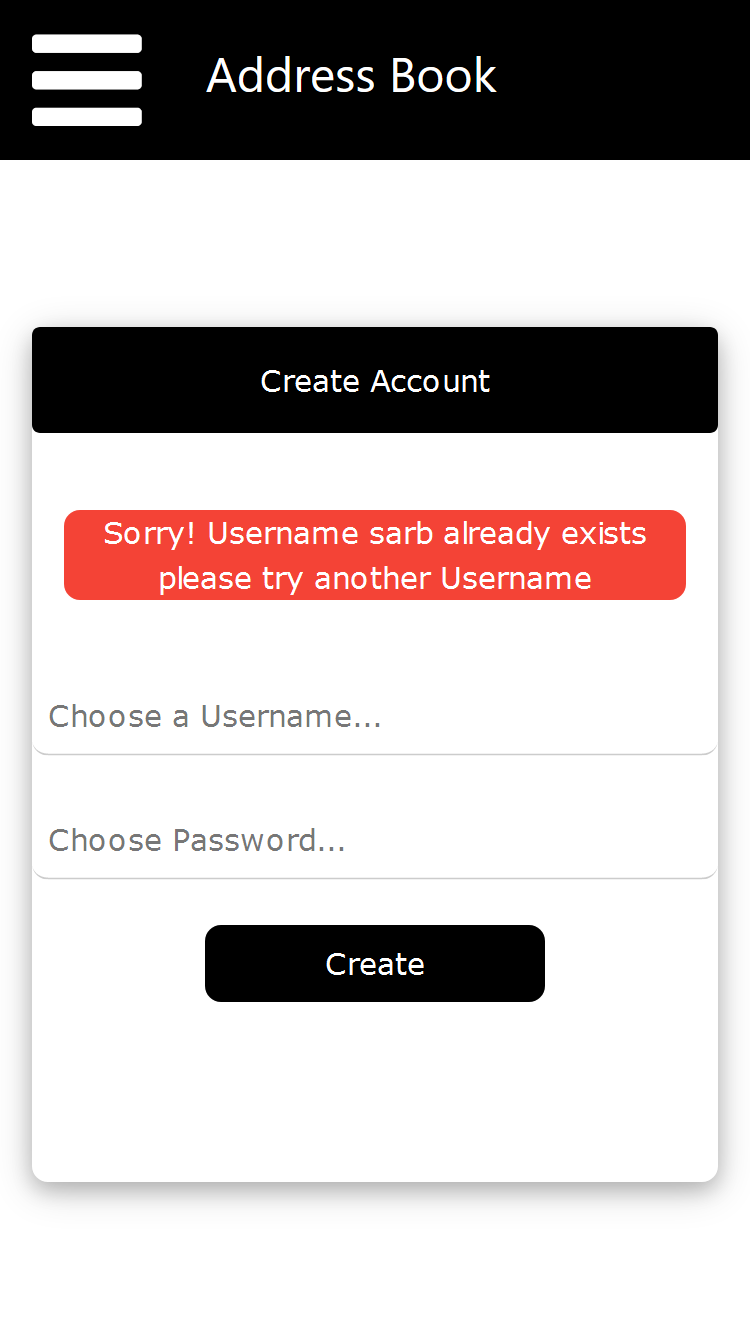 Address Book
Create Account
Sorry! Username sarb already exists
please try another Username
Choose a Username...
Choose Password...
Create